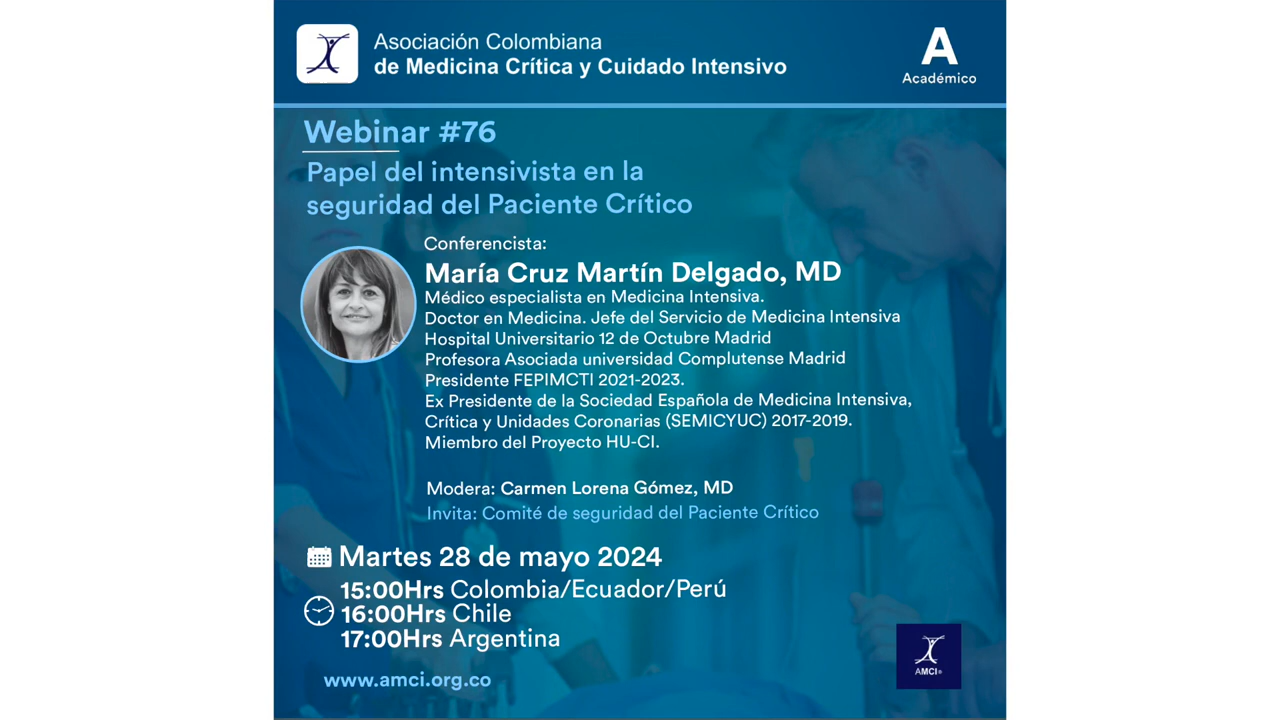 Asociación Colombiana
de Medicina Crítica y Cuidado Intensivo
A
Académico
Webinar #76
Papel del intensivista en la
seguridad del Paciente Crítico
Conferencista:
María Cruz Martín Delgado, MD
Médico especialista en Medicina Intensiva.
Doctor en Medicina. Jefe del Servicio de Medicina Intensiva
Hospital Universitario 12 de Octubre Madrid
Profesora Asociada universidad Complutense Madrid
Presidente FEPIMCTI 2021-2023.
Ex Presidente de la Sociedad Española de Medicina Intensiva,
Crítica y Unidades Coronarias (SEMICYUC) 2017-2019.
Miembro del Proyecto HU-CI.
Modera: Carmen Lorena Gómez, MD
Invita: Comité de seguridad del Paciente Crítico
Martes 28 de mayo 2024
15:00Hrs Colombia/Ecuador/Perú
16:00Hrs Chile
17:00Hrs Argentina
www.amci.org.co
AMCI®